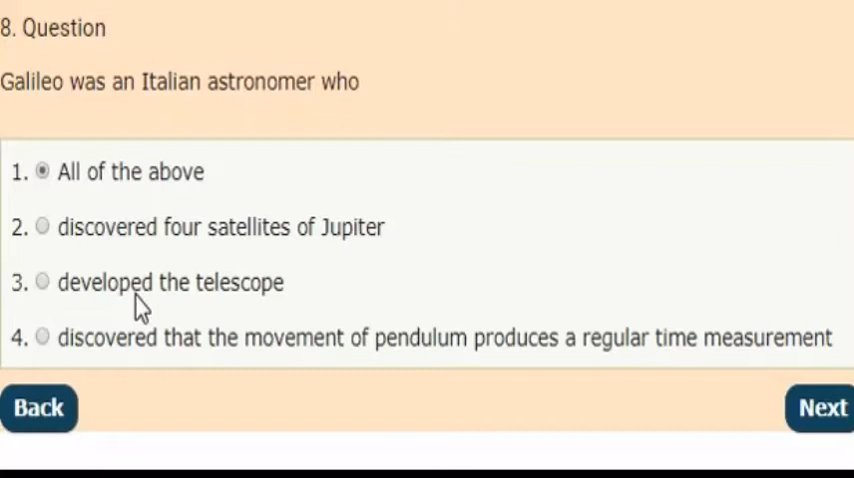 8. Question
Galileo was an Italian astronomer who
1. All of the above
2. discovered four satellites of Jupiter
3. developed the telescope
4. discovered that the movement of pendulum produces a regular time measurement
Back
Next